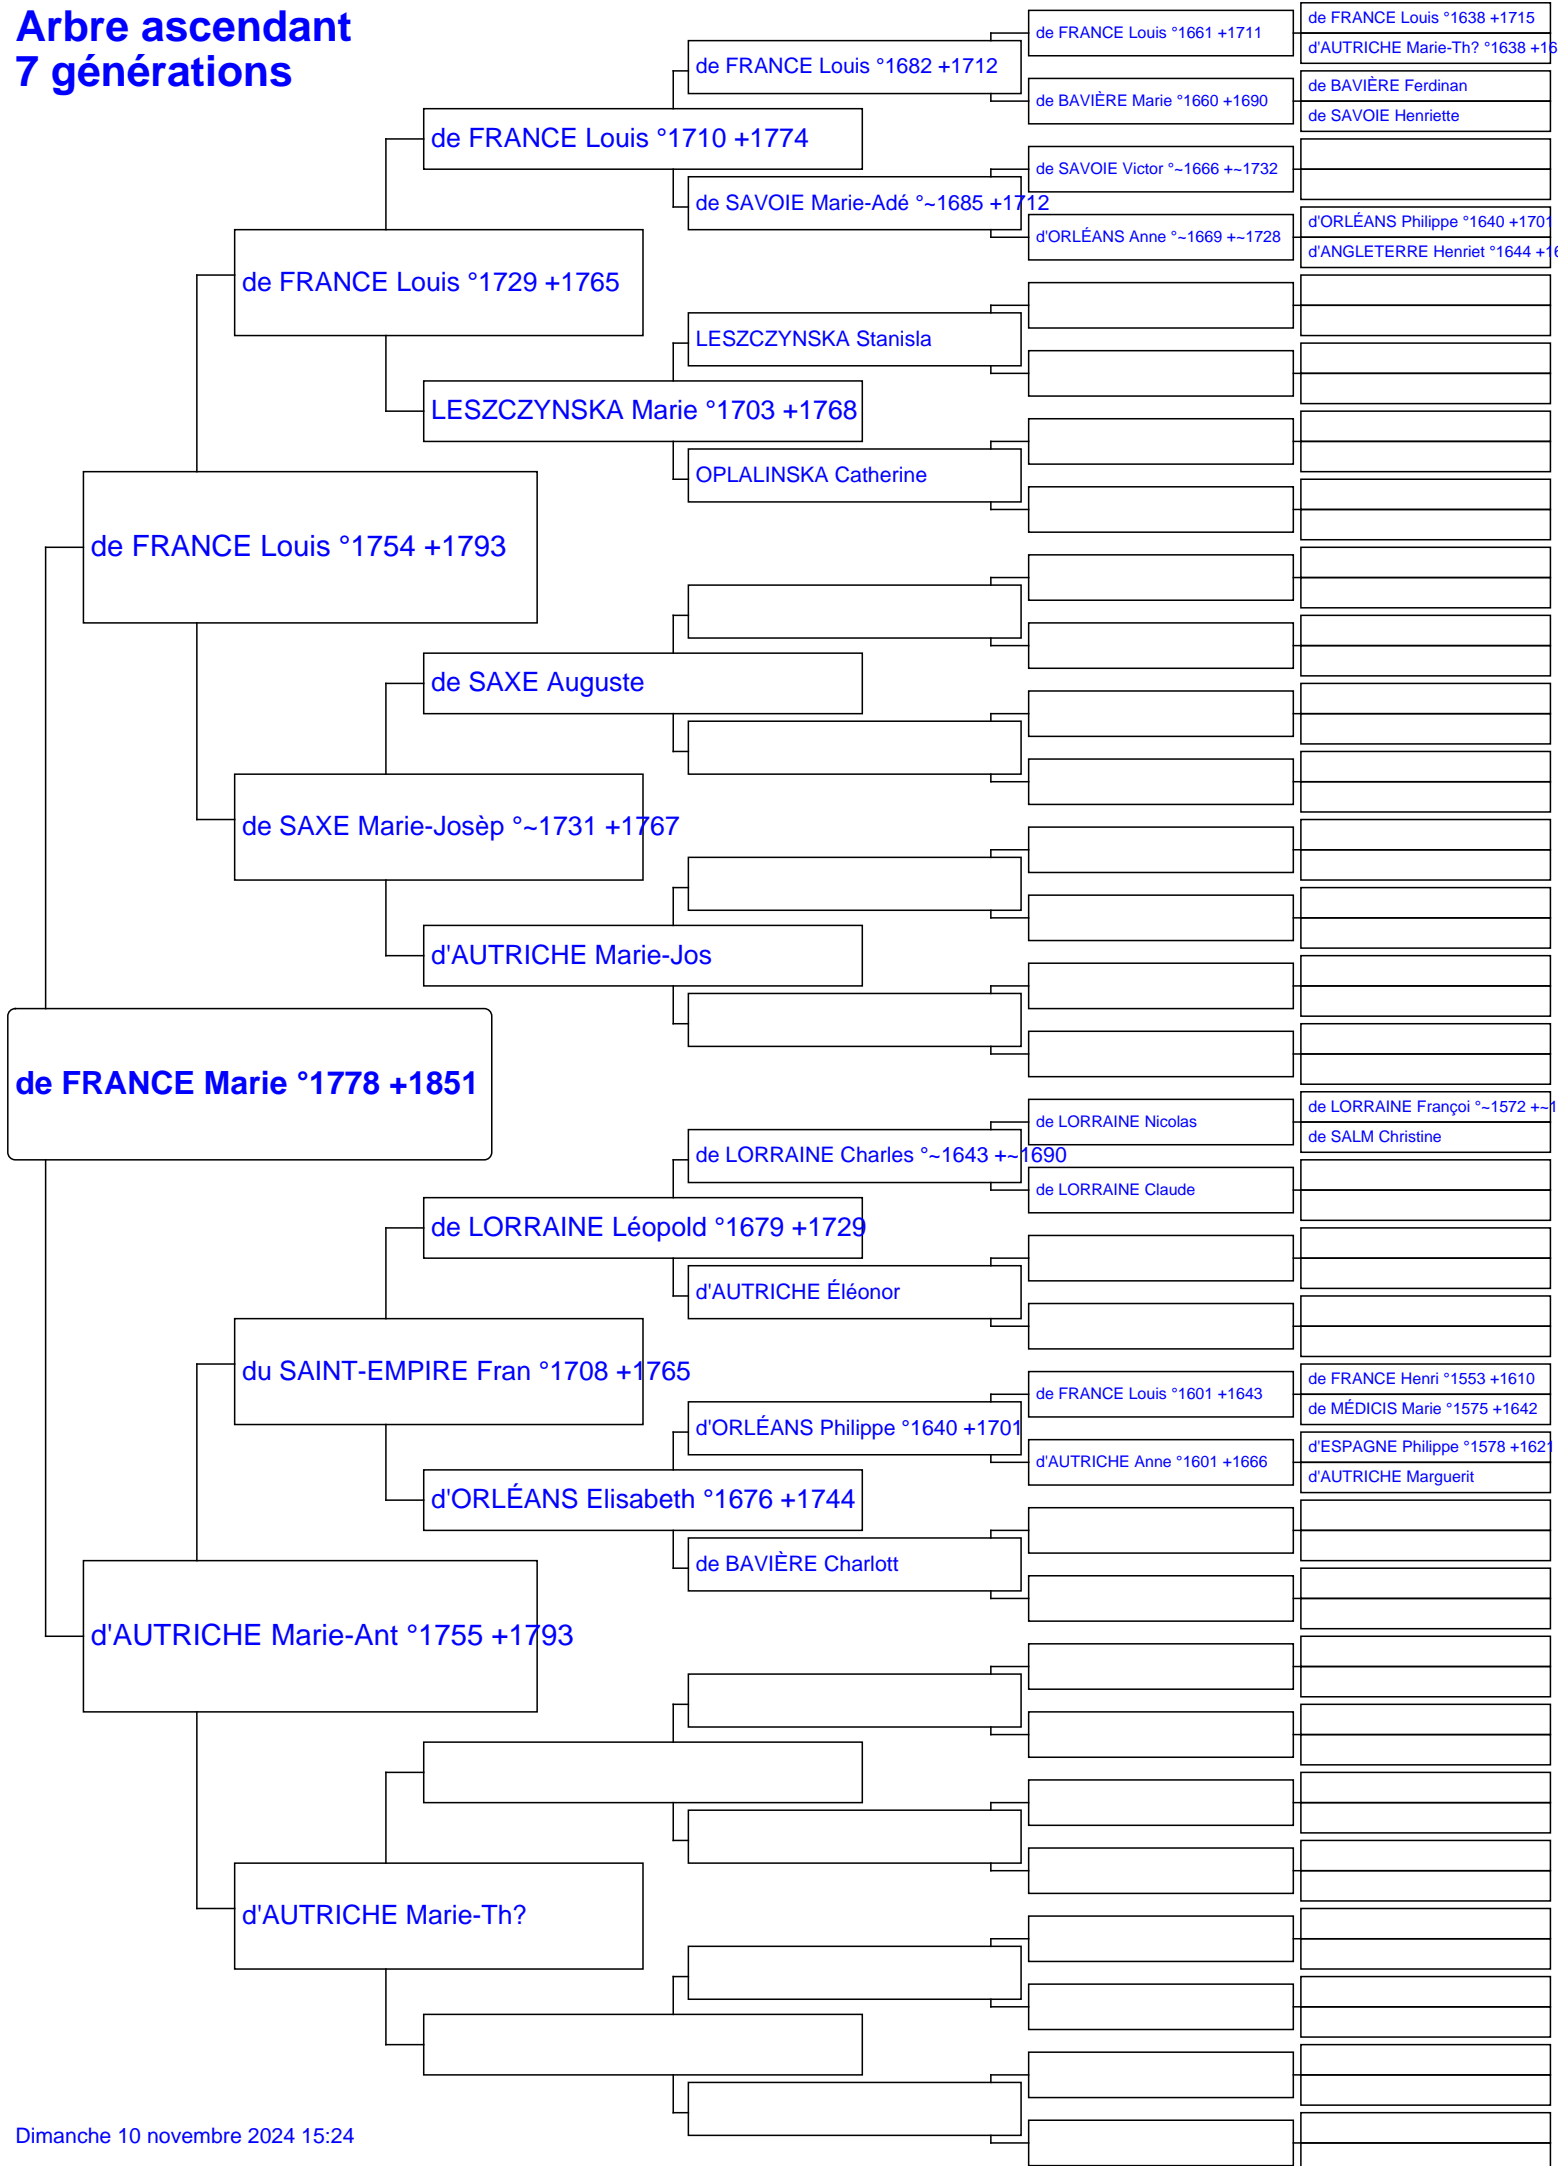 Arbre ascendant
7 générations
de FRANCE Louis °1638 +1715
de FRANCE Louis °1661 +1711
d'AUTRICHE Marie-Th? °1638 +16
de FRANCE Louis °1682 +1712
de BAVIÈRE Ferdinan
de BAVIÈRE Marie °1660 +1690
de SAVOIE Henriette
de FRANCE Louis °1710 +1774
de SAVOIE Victor °~1666 +~1732
de SAVOIE Marie-Adé °~1685 +1712
d'ORLÉANS Philippe °1640 +1701
d'ORLÉANS Anne °~1669 +~1728
d'ANGLETERRE Henriet °1644 +16
de FRANCE Louis °1729 +1765
LESZCZYNSKA Stanisla
LESZCZYNSKA Marie °1703 +1768
OPLALINSKA Catherine
de FRANCE Louis °1754 +1793
de SAXE Auguste
de SAXE Marie-Josèp °~1731 +1767
d'AUTRICHE Marie-Jos
de FRANCE Marie °1778 +1851
de LORRAINE Françoi °~1572 +~1
de LORRAINE Nicolas
de SALM Christine
de LORRAINE Charles °~1643 +~1690
de LORRAINE Claude
de LORRAINE Léopold °1679 +1729
d'AUTRICHE Éléonor
du SAINT-EMPIRE Fran °1708 +1765
de FRANCE Henri °1553 +1610
de FRANCE Louis °1601 +1643
de MÉDICIS Marie °1575 +1642
d'ORLÉANS Philippe °1640 +1701
d'ESPAGNE Philippe °1578 +1621
d'AUTRICHE Anne °1601 +1666
d'AUTRICHE Marguerit
d'ORLÉANS Elisabeth °1676 +1744
de BAVIÈRE Charlott
d'AUTRICHE Marie-Ant °1755 +1793
d'AUTRICHE Marie-Th?
Dimanche 10 novembre 2024 15:24